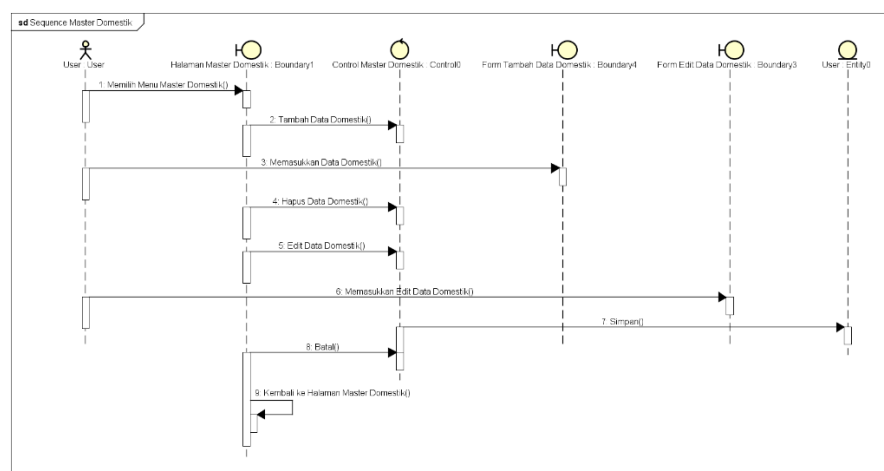 sd Sequence Master Domestik
User : User
Halaman Master Domestik : Boundary1
Control Master Domestik : Control0
Form Tambah Data Domestik : Boundary4
Form Edit Data Domestik : Boundary3
User : Entity0
1: Memilih Menu Master Domestik()
2: Tambah Data Domestik()
3: Memasukkan Data Domestik()
4: Hapus Data Domestik()
5: Edit Data Domestik()
6: Memasukkan Edit Data Domestik()
7: Simpan()
8: Batal()
9: Kembali ke Halaman Master Domestik()